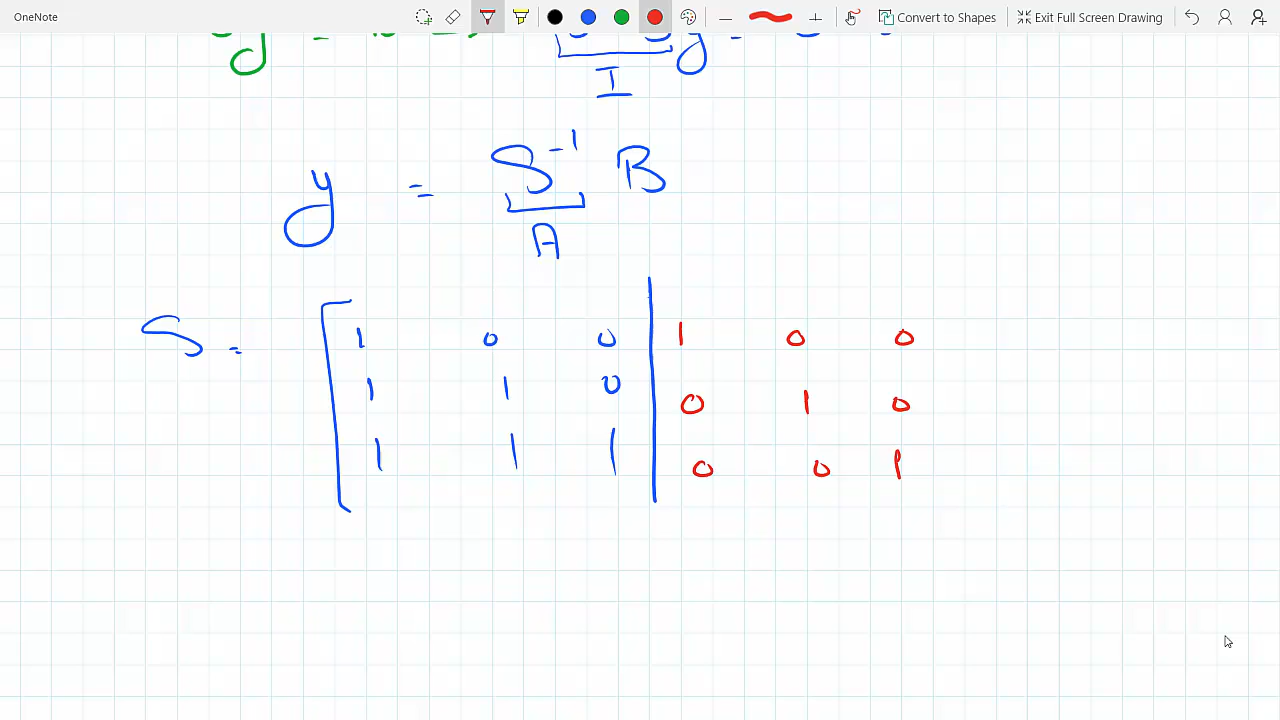 OneNote Convert to Shapes Exit Full Screen Drawing
I
y = S⁻¹ B
A
S = [ 1 0 0 | 1 0 0
1 1 0 | 0 1 0
1 1 1 | 0 0 1